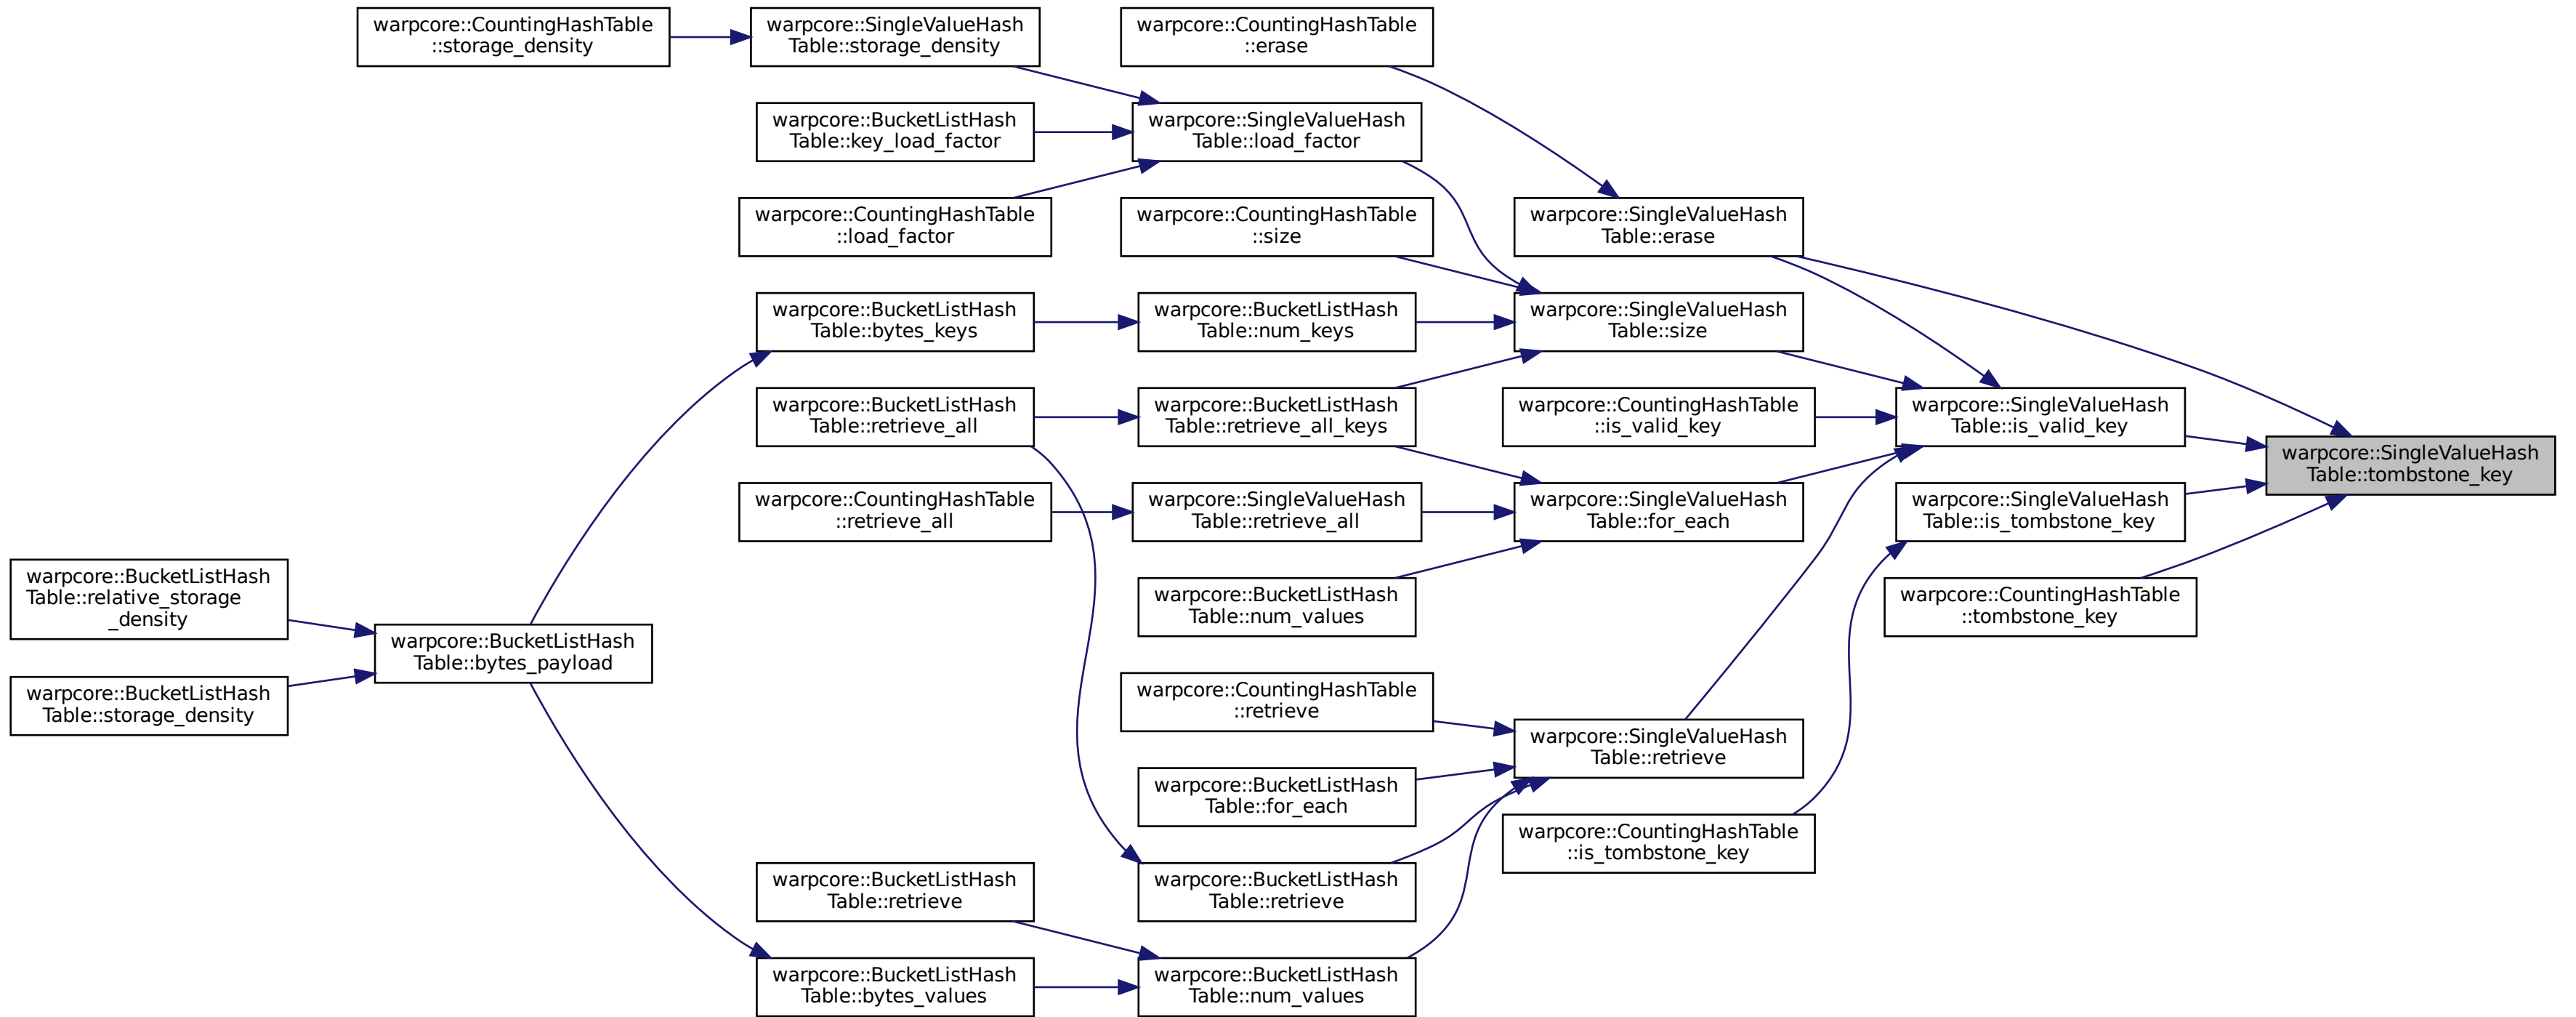 warpcore::CountingHashTable
::storage_density
warpcore::SingleValueHash
Table::storage_density
warpcore::CountingHashTable
::erase
warpcore::BucketListHash
Table::key_load_factor
warpcore::SingleValueHash
Table::load_factor
warpcore::CountingHashTable
::load_factor
warpcore::CountingHashTable
::size
warpcore::SingleValueHash
Table::erase
warpcore::BucketListHash
Table::bytes_keys
warpcore::BucketListHash
Table::num_keys
warpcore::SingleValueHash
Table::size
warpcore::BucketListHash
Table::retrieve_all
warpcore::BucketListHash
Table::retrieve_all_keys
warpcore::CountingHashTable
::is_valid_key
warpcore::SingleValueHash
Table::is_valid_key
warpcore::SingleValueHash
Table::tombstone_key
warpcore::CountingHashTable
::retrieve_all
warpcore::SingleValueHash
Table::retrieve_all
warpcore::SingleValueHash
Table::for_each
warpcore::SingleValueHash
Table::is_tombstone_key
warpcore::BucketListHash
Table::relative_storage
_density
warpcore::BucketListHash
Table::num_values
warpcore::CountingHashTable
::tombstone_key
warpcore::BucketListHash
Table::bytes_payload
warpcore::BucketListHash
Table::storage_density
warpcore::CountingHashTable
::retrieve
warpcore::SingleValueHash
Table::retrieve
warpcore::BucketListHash
Table::for_each
warpcore::CountingHashTable
::is_tombstone_key
warpcore::BucketListHash
Table::retrieve
warpcore::BucketListHash
Table::retrieve
warpcore::BucketListHash
Table::bytes_values
warpcore::BucketListHash
Table::num_values